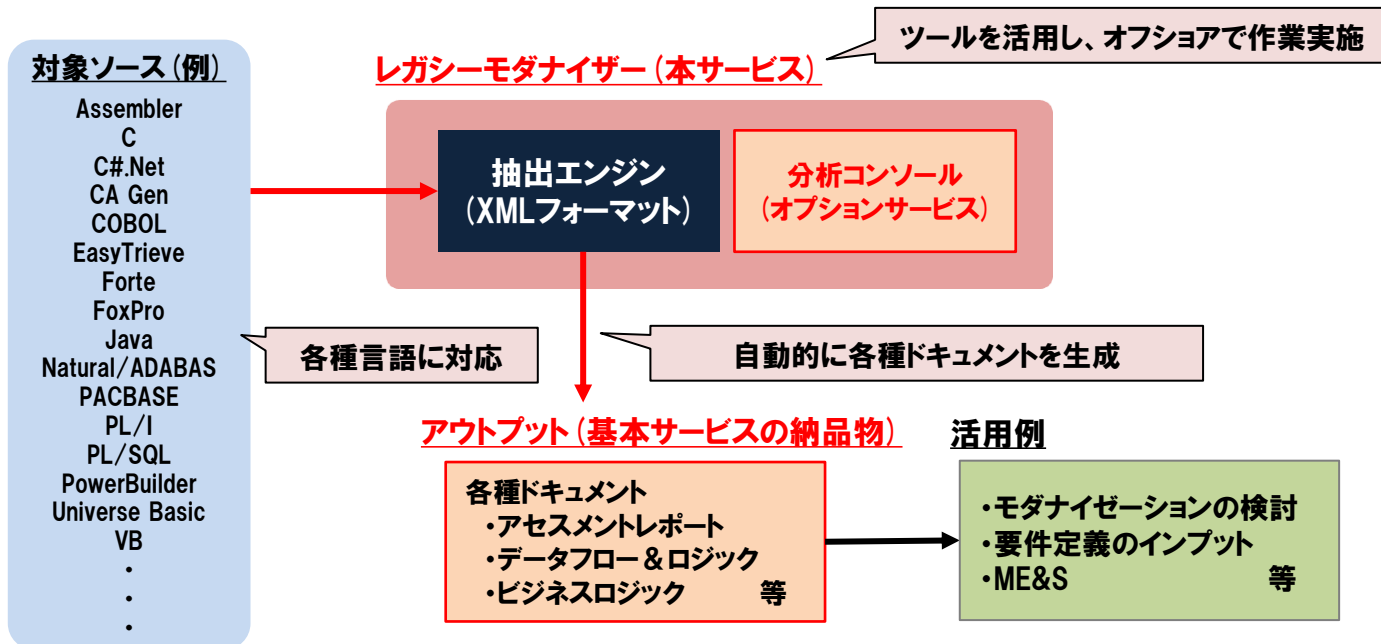 ツールを活用し、オフショアで作業実施
対象ソース(例)
Assembler
C
C#.Net
CA Gen
COBOL
EasyTrieve
Forte
FoxPro
Java
Natural/ADABAS
PACBASE
PL/I
PL/SQL
PowerBuilder
Universe Basic
VB
・
・
・
レガシーモダナイザー(本サービス)
抽出エンジン
(XMLフォーマット)
分析コンソール
(オプションサービス)
各種言語に対応
自動的に各種ドキュメントを生成
アウトプット(基本サービスの納品物)
各種ドキュメント
・アセスメントレポート
・データフロー&ロジック
・ビジネスロジック 等
活用例
・モダナイゼーションの検討
・要件定義のインプット
・ME&S 等